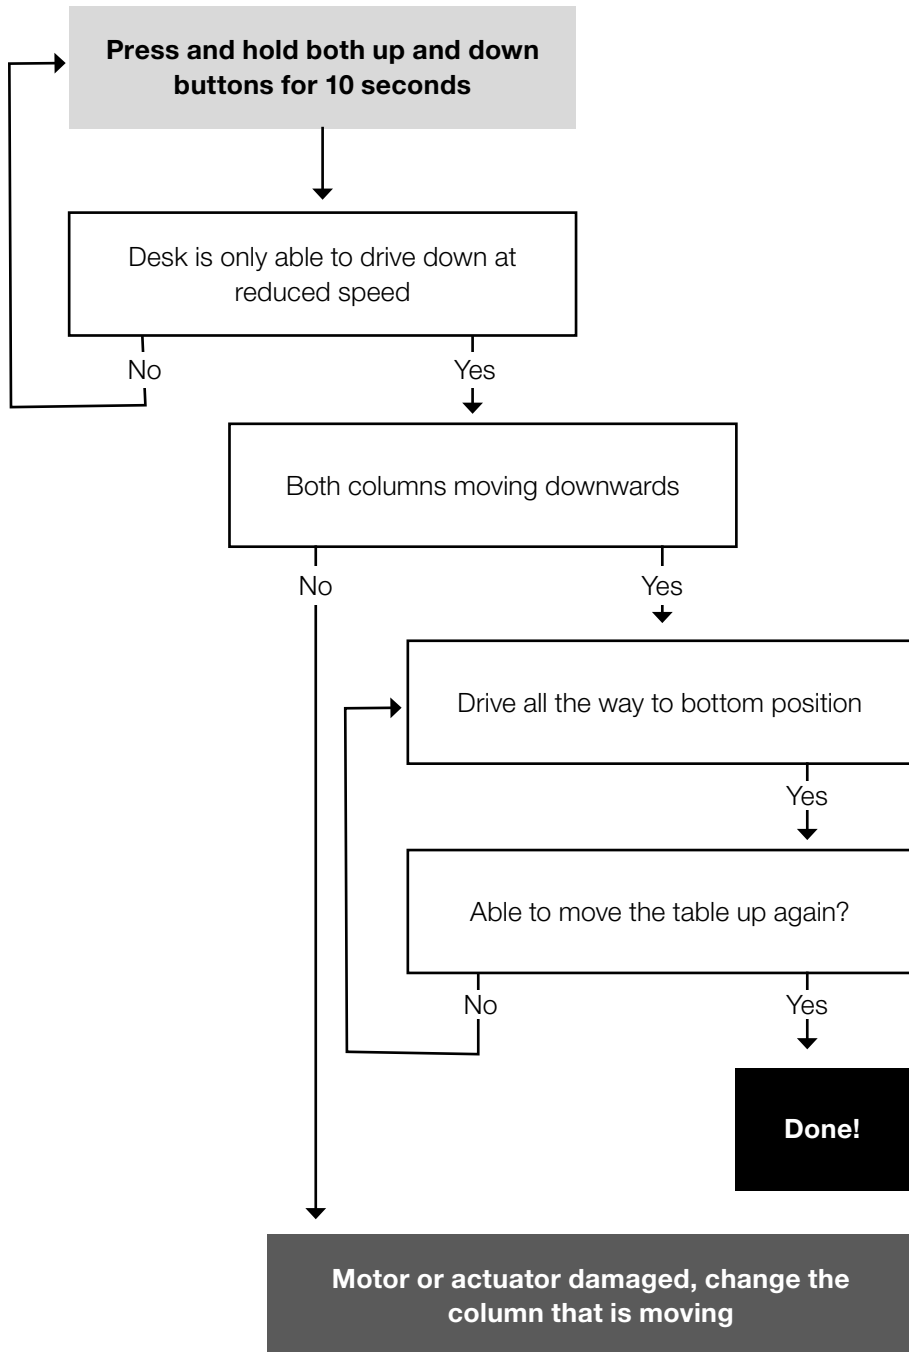 Press and hold both up and down
buttons for 10 seconds
Desk is only able to drive down at
reduced speed
No
Yes
Both columns moving downwards
No
Yes
Drive all the way to bottom position
Yes
Able to move the table up again?
No
Yes
Done!
Motor or actuator damaged, change the
column that is moving